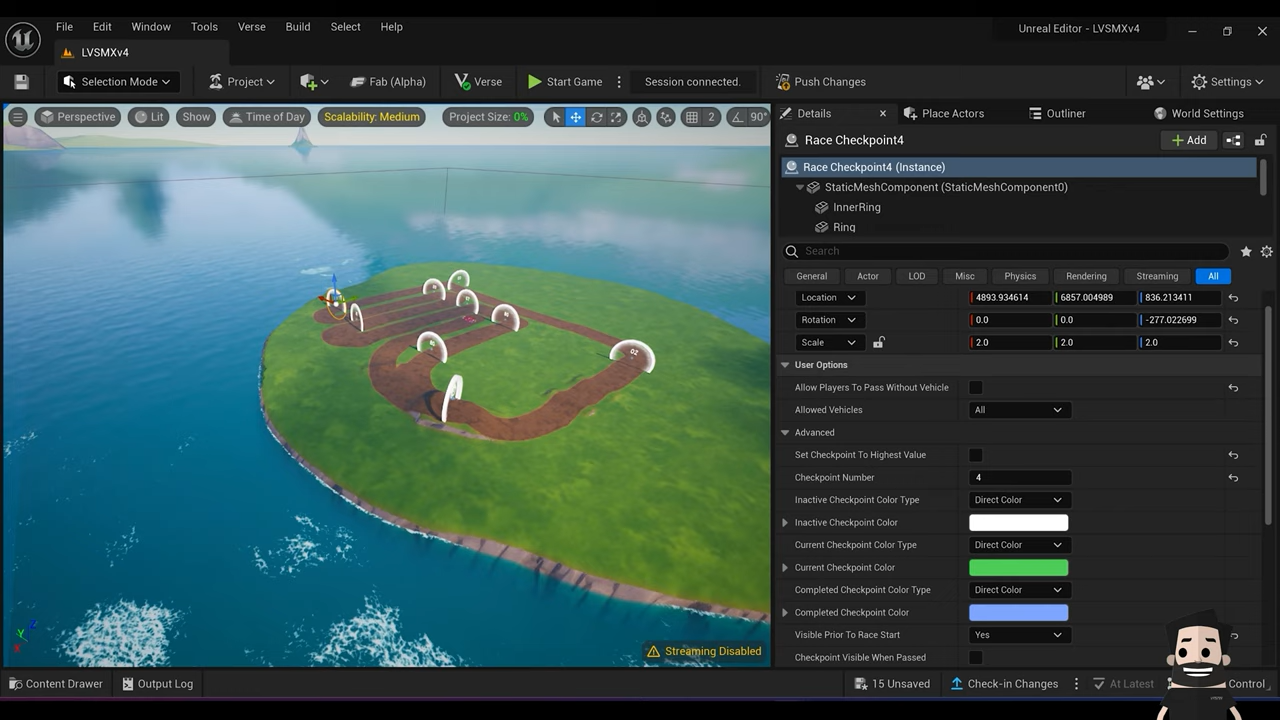 File Edit Window Tools Verse Build Select Help
Unreal Editor - LVSMXv4
LVSMXv4
Selection Mode
Project
Fab (Alpha)
Verse
Start Game
Session connected.
Push Changes
Settings
Perspective
Lit
Show
Time of Day
Scalability: Medium
Project Size: 0%
2
90°
Details
Place Actors
Outliner
World Settings
Race Checkpoint4
Add
Race Checkpoint4 (Instance)
StaticMeshComponent (StaticMeshComponent0)
InnerRing
Ring
Search
General Actor LOD Misc Physics Rendering Streaming All
Location 4893.934614 6857.004989 836.213411
Rotation 0.0 0.0 -277.022699
Scale 2.0 2.0 2.0
User Options
Allow Players To Pass Without Vehicle
Allowed Vehicles All
Advanced
Set Checkpoint To Highest Value
Checkpoint Number 4
Inactive Checkpoint Color Type Direct Color
Inactive Checkpoint Color
Current Checkpoint Color Type Direct Color
Current Checkpoint Color
Completed Checkpoint Color Type Direct Color
Completed Checkpoint Color
Visible Prior To Race Start Yes
Checkpoint Visible When Passed
Streaming Disabled
Content Drawer
Output Log
15 Unsaved
Check-in Changes
At Latest
Control